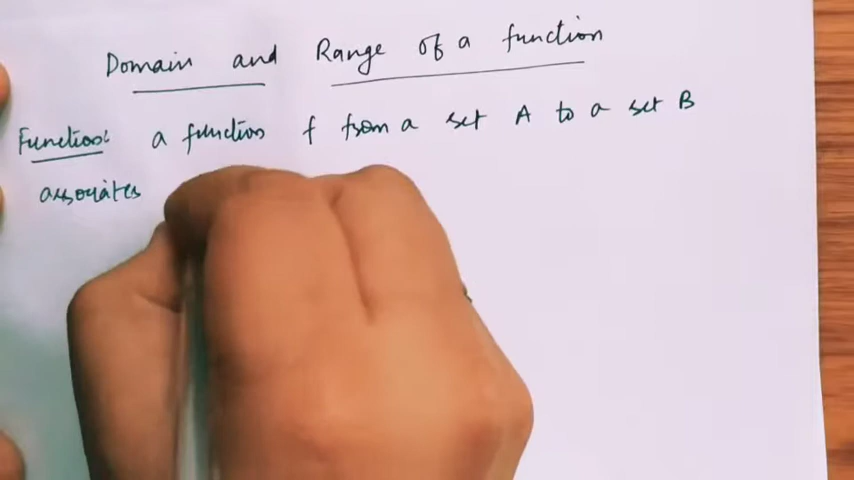 Domain and Range of a function
Function: a function f from a set A to a set B
associates